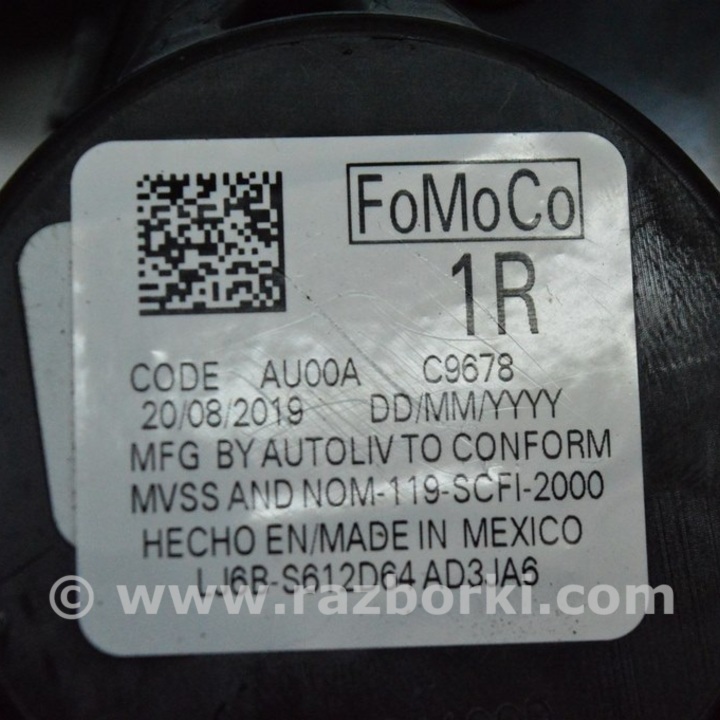 FoMoCo
1R
CODE AU00A C9678
20/08/2019 DD/MM/YYYY
MFG BY AUTOLIV TO CONFORM
MVSS AND NOM-119-SCFI-2000
HECHO EN/MADE IN MEXICO
LJ6B-S612D64 AD3JA6
© www.razborki.com